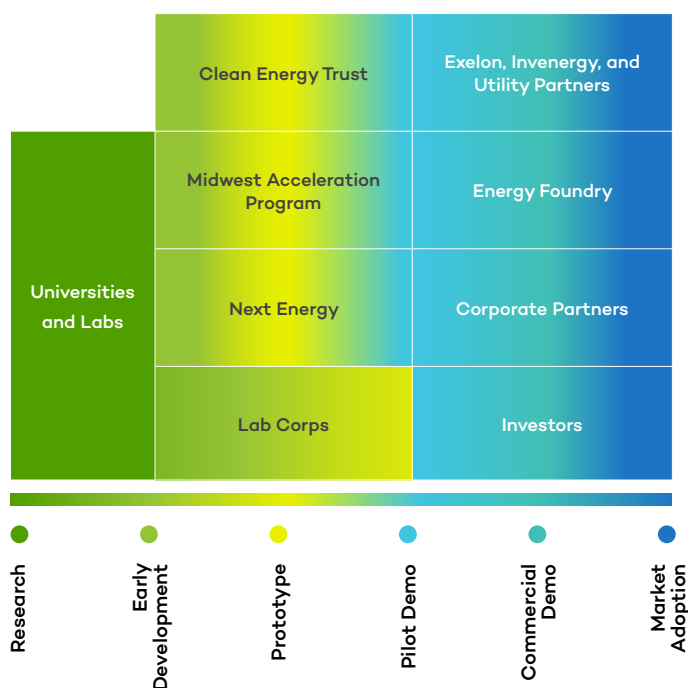 Clean Energy Trust
Exelon, Invenergy, and
Utility Partners
Midwest Acceleration
Program
Energy Foundry
Universities
and Labs
Next Energy
Corporate Partners
Lab Corps
Investors
Research
Early
Development
Prototype
Pilot Demo
Commercial
Demo
Market
Adoption